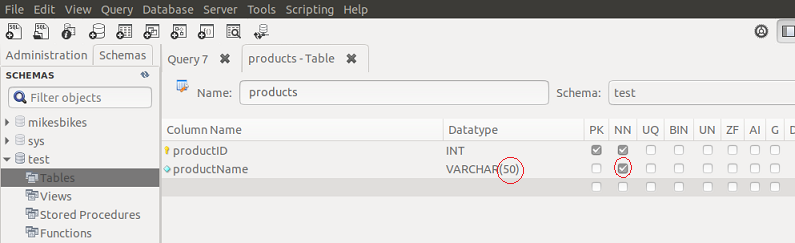 File Edit View Query Database Server Tools Scripting Help
Administration Schemas Query 7 products - Table
SCHEMAS
Filter objects
Name: products Schema: test
mikesbikes
sys
test
Tables
Views
Stored Procedures
Functions
Column Name Datatype PK NN UQ BIN UN ZF AI G
productID INT
productName VARCHAR(50)